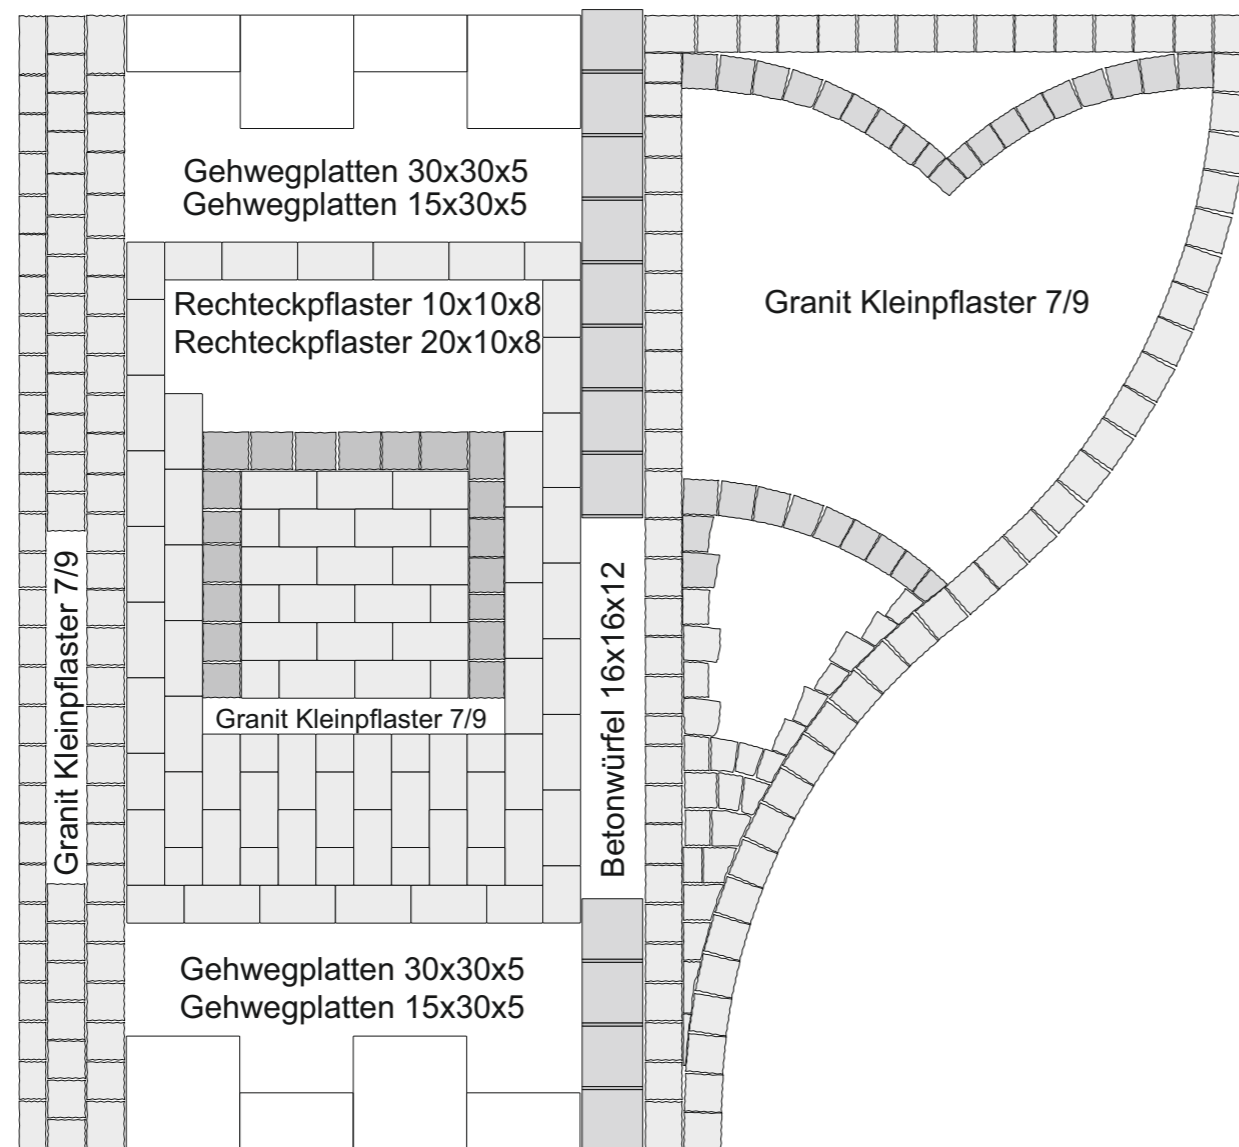 Gehwegplatten 30x30x5
Gehwegplatten 15x30x5
Rechteckpflaster 10x10x8
Rechteckpflaster 20x10x8
Granit Kleinpflaster 7/9
Granit Kleinpflaster 7/9
Granit Kleinpflaster 7/9
Betonwürfel 16x16x12
Gehwegplatten 30x30x5
Gehwegplatten 15x30x5